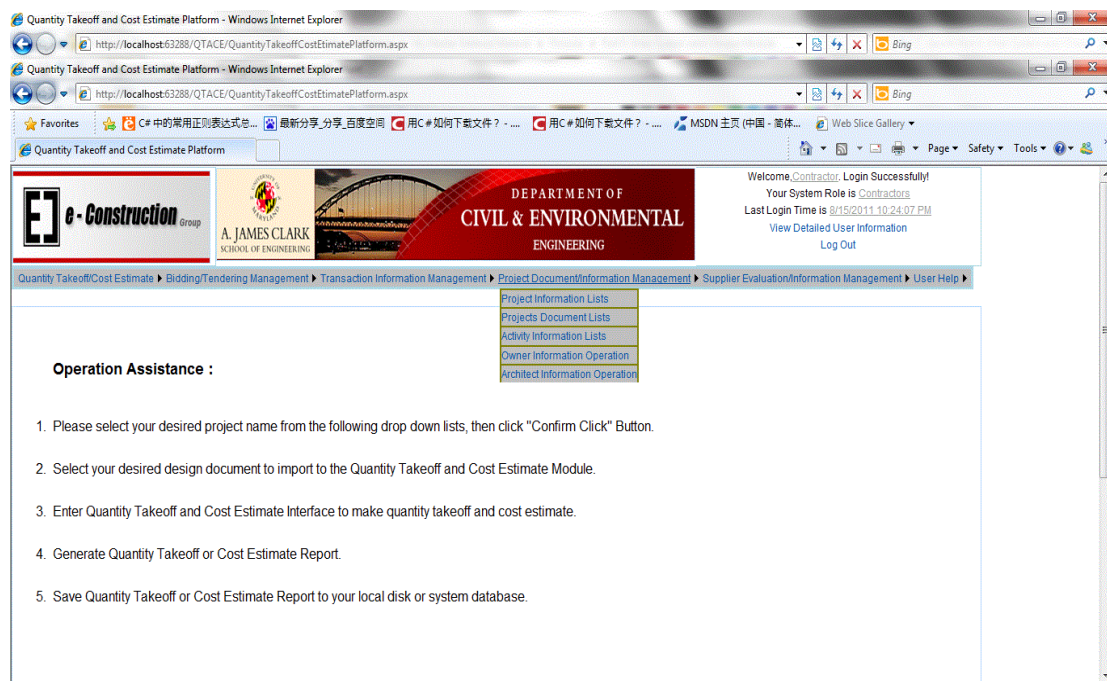 Quantity Takeoff and Cost Estimate Platform - Windows Internet Explorer
http://localhost:63288/QTACE/QuantityTakeoffCostEtimatePlatform.aspx
Bing
Quantity Takeoff and Cost Estimate Platform - Windows Internet Explorer
http://localhost:63288/QTACE/QuantityTakeoffCostEtimatePlatform.aspx
Bing
Favorites C# 中的常用正则表达式总... 最新分享_分享_百度空间 用C#如何下载文件？ - .... 用C#如何下载文件？ - .... MSDN 主页 (中国 - 简体... Web Slice Gallery
Quantity Takeoff and Cost Estimate Platform
Page Safety Tools
e - Construction Group
A. JAMES CLARK
SCHOOL OF ENGINEERING
DEPARTMENT OF
CIVIL & ENVIRONMENTAL
ENGINEERING
Welcome,Contractor. Login Successfully!
Your System Role is Contractors
Last Login Time is 8/15/2011 10:24:07 PM
View Detailed User Information
Log Out
Quantity Takeoff/Cost Estimate Bidding/Tendering Management Transaction Information Management Project Document/Information Management Supplier Evaluation/Information Management User Help
Project Information Lists
Projects Document Lists
Activity Information Lists
Owner Information Operation
Architect Information Operation
Operation Assistance :
1. Please select your desired project name from the following drop down lists, then click "Confirm Click" Button.
2. Select your desired design document to import to the Quantity Takeoff and Cost Estimate Module.
3. Enter Quantity Takeoff and Cost Estimate Interface to make quantity takeoff and cost estimate.
4. Generate Quantity Takeoff or Cost Estimate Report.
5. Save Quantity Takeoff or Cost Estimate Report to your local disk or system database.